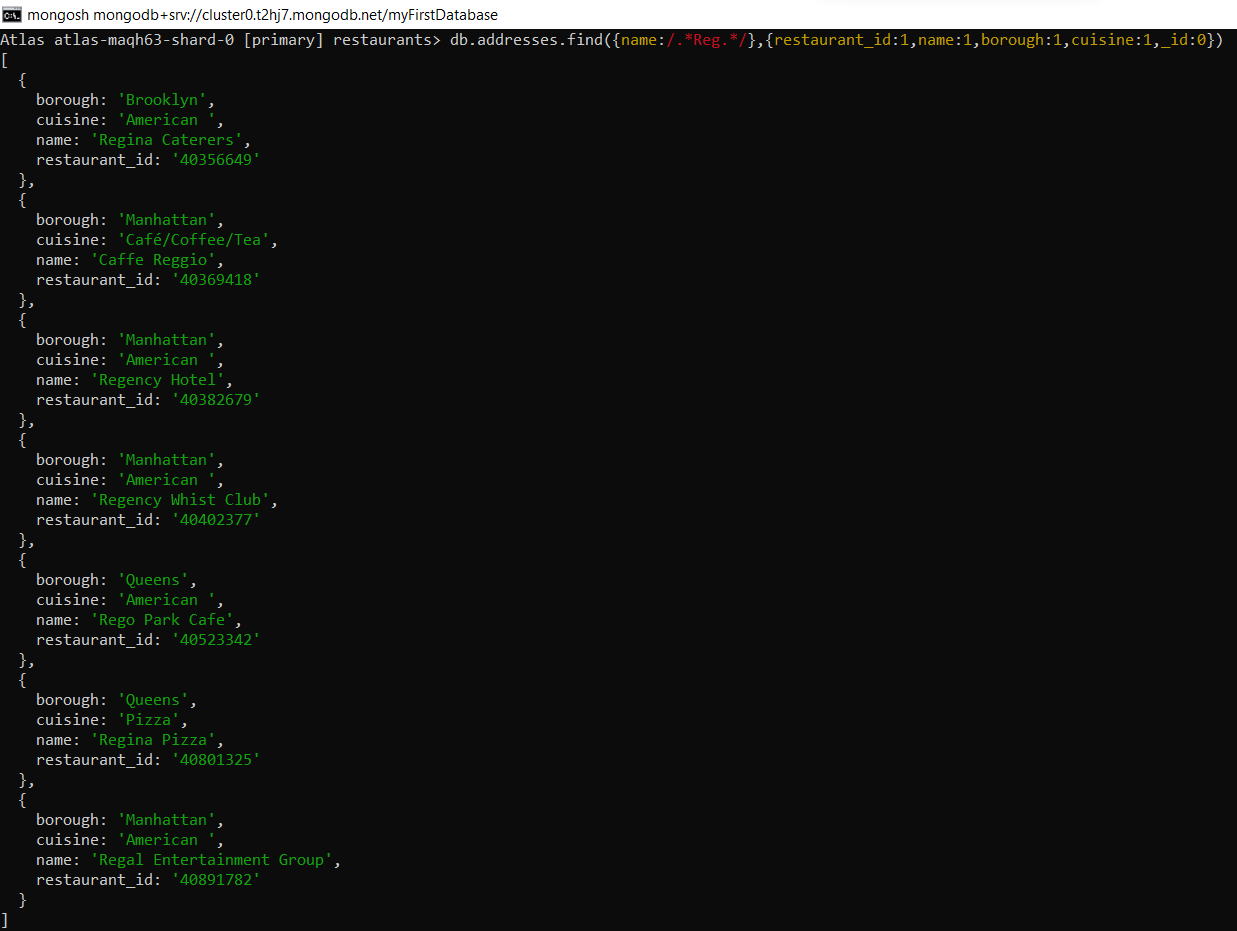 mongosh mongodb+srv://cluster0.t2hj7.mongodb.net/myFirstDatabase
Atlas atlas-maqh63-shard-0 [primary] restaurants> db.addresses.find({name:/.*Reg.*/},{restaurant_id:1,name:1,borough:1,cuisine:1,_id:0})
[
  {
    borough: 'Brooklyn',
    cuisine: 'American ',
    name: 'Regina Caterers',
    restaurant_id: '40356649'
  },
  {
    borough: 'Manhattan',
    cuisine: 'Café/Coffee/Tea',
    name: 'Caffe Reggio',
    restaurant_id: '40369418'
  },
  {
    borough: 'Manhattan',
    cuisine: 'American ',
    name: 'Regency Hotel',
    restaurant_id: '40382679'
  },
  {
    borough: 'Manhattan',
    cuisine: 'American ',
    name: 'Regency Whist Club',
    restaurant_id: '40402377'
  },
  {
    borough: 'Queens',
    cuisine: 'American ',
    name: 'Rego Park Cafe',
    restaurant_id: '40523342'
  },
  {
    borough: 'Queens',
    cuisine: 'Pizza',
    name: 'Regina Pizza',
    restaurant_id: '40801325'
  },
  {
    borough: 'Manhattan',
    cuisine: 'American ',
    name: 'Regal Entertainment Group',
    restaurant_id: '40891782'
  }
]